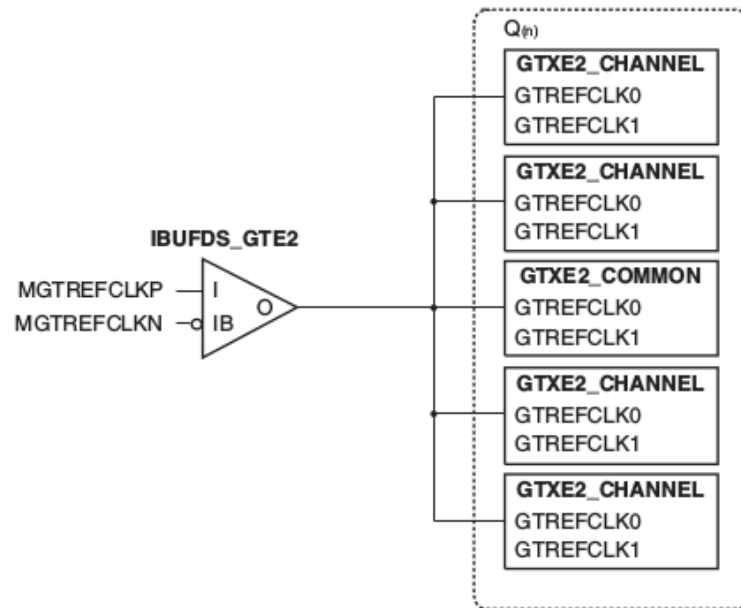 Q(n)
GTXE2_CHANNEL
GTREFCLK0
GTREFCLK1
GTXE2_CHANNEL
GTREFCLK0
GTREFCLK1
IBUFDS_GTE2
MGTREFCLKP
I
O
MGTREFCLKN
IB
GTXE2_COMMON
GTREFCLK0
GTREFCLK1
GTXE2_CHANNEL
GTREFCLK0
GTREFCLK1
GTXE2_CHANNEL
GTREFCLK0
GTREFCLK1